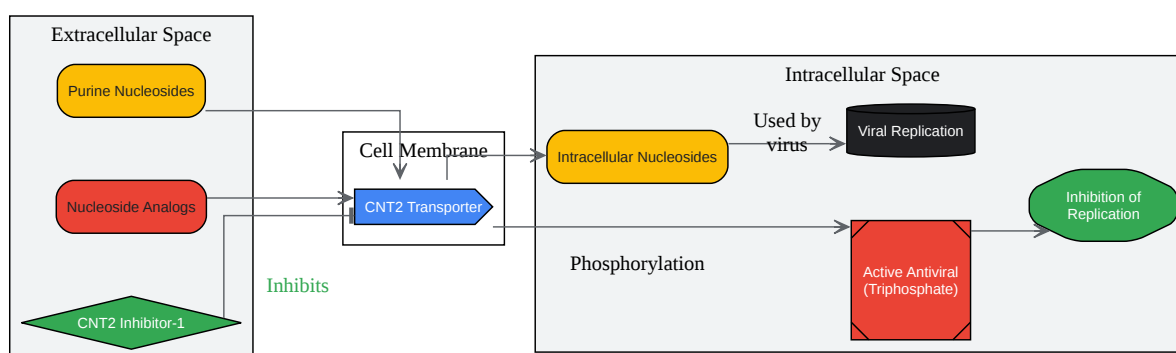 Extracellular Space
Purine Nucleosides
Nucleoside Analogs
CNT2 Inhibitor-1
Inhibits
Cell Membrane
CNT2 Transporter
Intracellular Space
Intracellular Nucleosides
Used by
virus
Viral Replication
Phosphorylation
Active Antiviral
(Triphosphate)
Inhibition of
Replication